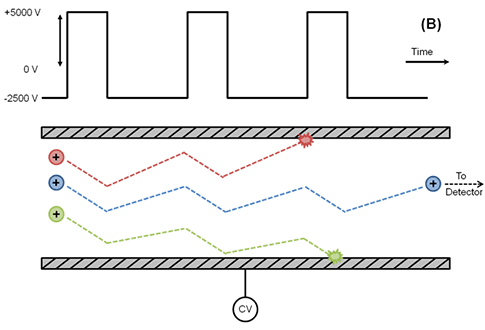 +5000 V
(B)
Time
0 V
-2500 V
+
+
+
To
Detector
+
CV